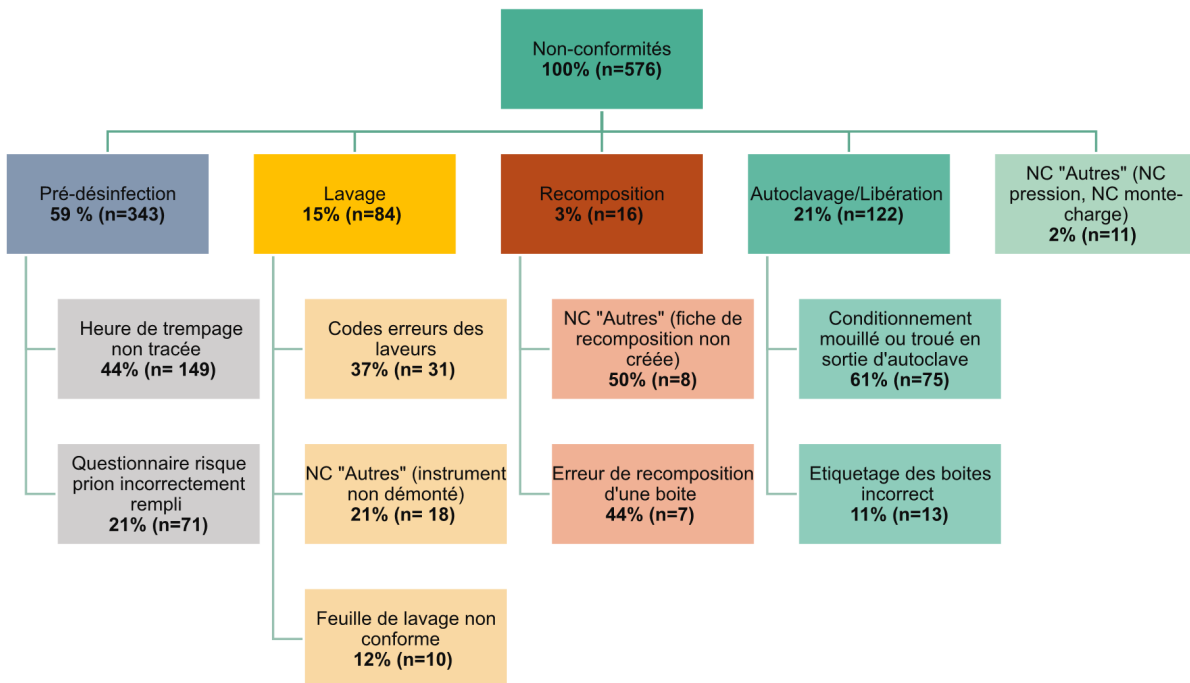 Non-conformités
100% (n=576)
Pré-désinfection
59 % (n=343)
Lavage
15% (n=84)
Recomposition
3% (n=16)
Autoclavage/Libération
21% (n=122)
NC "Autres" (NC
pression, NC monte-
charge)
2% (n=11)
Heure de trempage
non tracée
44% (n= 149)
Codes erreurs des
laveurs
37% (n= 31)
NC "Autres" (fiche de
recomposition non
créée)
50% (n=8)
Conditionnement
mouillé ou troué en
sortie d'autoclave
61% (n=75)
Questionnaire risque
prion incorrectement
rempli
21% (n=71)
NC "Autres" (instrument
non démonté)
21% (n= 18)
Erreur de recomposition
d'une boite
44% (n=7)
Etiquetage des boites
incorrect
11% (n=13)
Feuille de lavage non
conforme
12% (n=10)